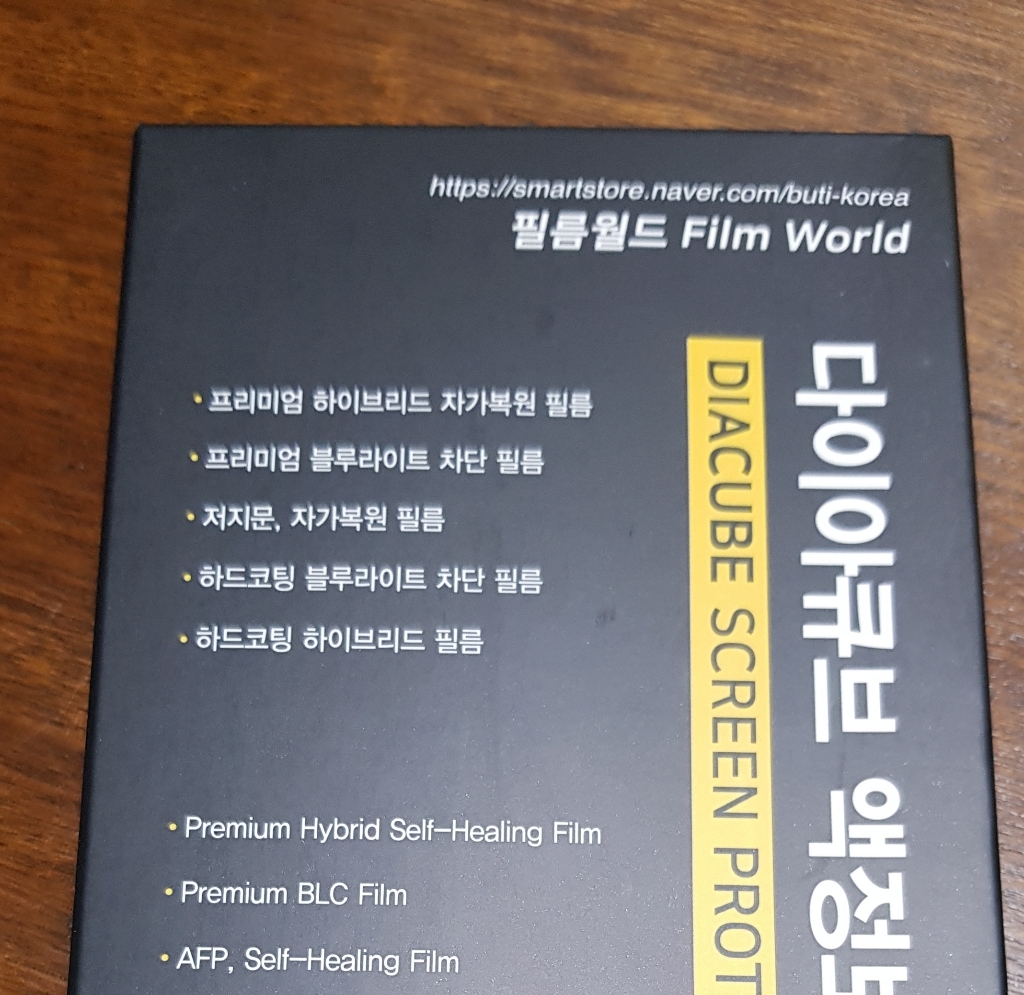 https://smartstore.naver.com/buti-korea
필름월드 Film World
다이아큐브 액정
DIACUBE SCREEN PROT
• 프리미엄 하이브리드 자가복원 필름
• 프리미엄 블루라이트 차단 필름
• 저지문, 자가복원 필름
• 하드코팅 블루라이트 차단 필름
• 하드코팅 하이브리드 필름
• Premium Hybrid Self-Healing Film
• Premium BLC Film
• AFP, Self-Healing Film